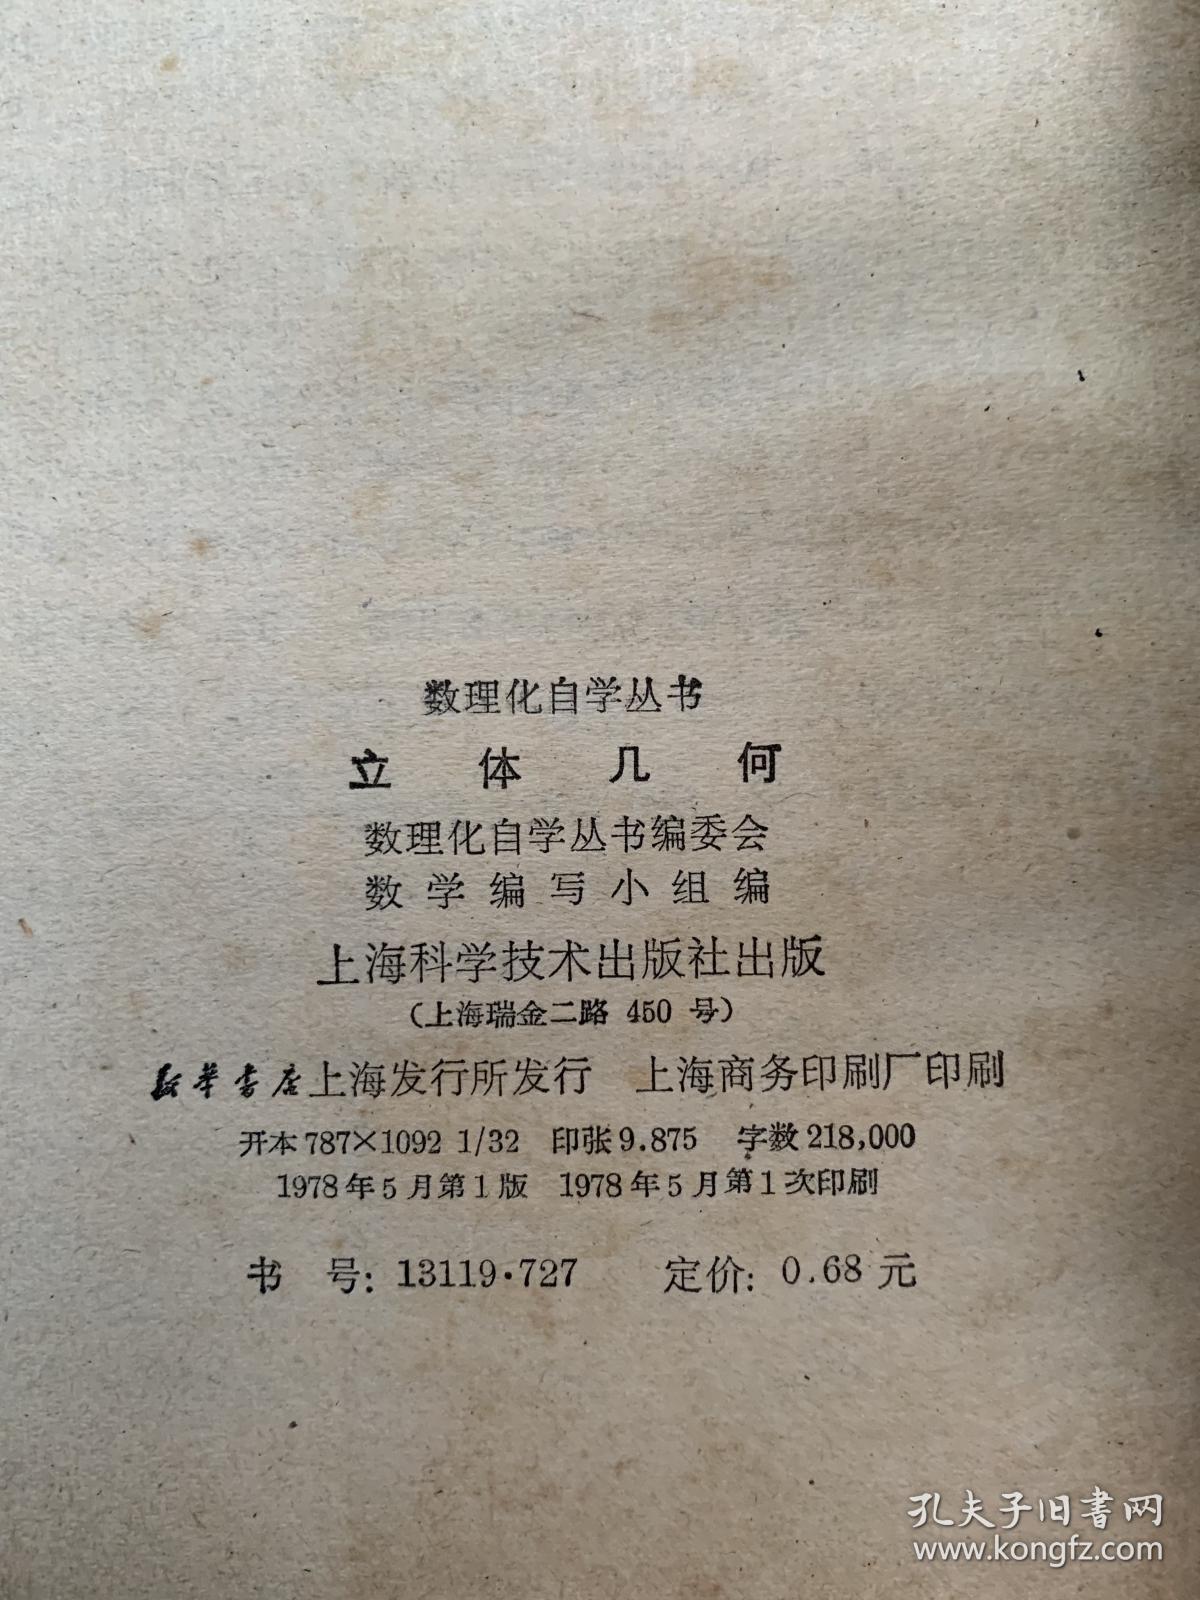 数理化自学丛书
立体几何
数理化自学丛书编委会
数学编写小组编
上海科学技术出版社出版
（上海瑞金二路 450 号）
新华书店上海发行所发行 上海商务印刷厂印刷
开本 787×1092 1/32 印张 9.875 字数 218,000
1978 年 5 月第 1 版 1978 年 5 月第 1 次印刷
书 号: 13119·727 定价: 0.68 元
孔夫子旧书网
www.kongfz.com